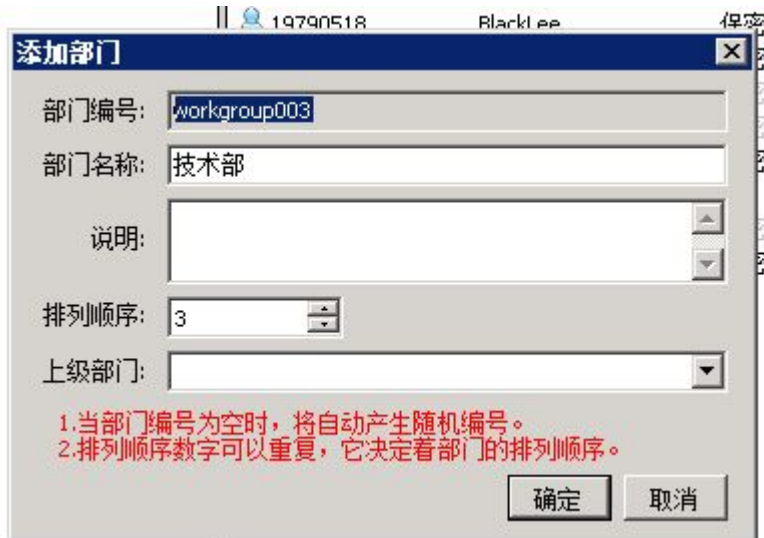 19790518 BlackLee 保密
添加部门
部门编号: workgroup003
部门名称: 技术部
说明:
排列顺序: 3
上级部门:
1.当部门编号为空时，将自动产生随机编号。
2.排列顺序数字可以重复，它决定着部门的排列顺序。
确定 取消